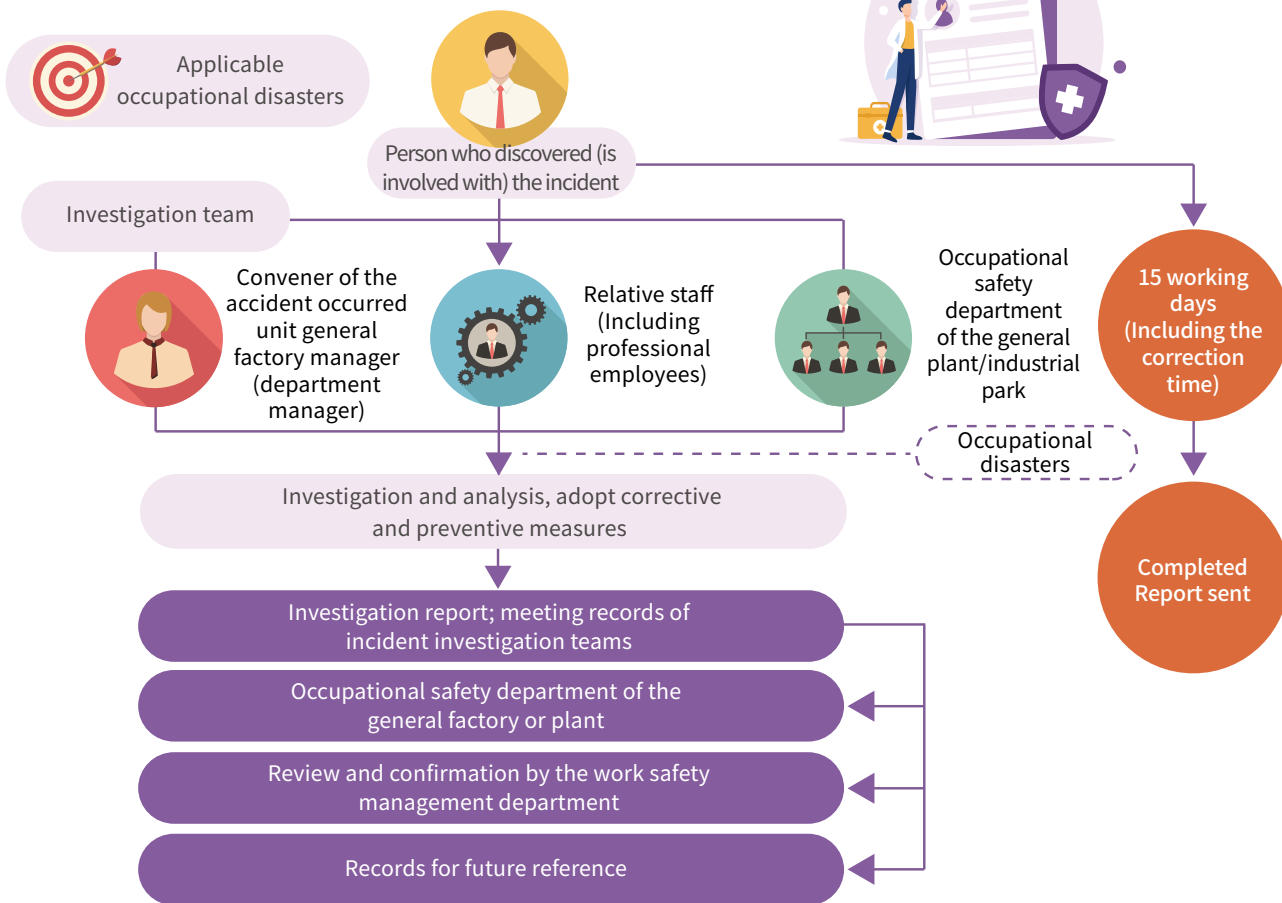 Applicable
occupational disasters
Person who discovered (is
involved with) the incident
Investigation team
Convener of the
accident occurred
unit general
factory manager
(department
manager)
Relative staff
(Including
professional
employees)
Occupational
safety
department
of the general
plant/industrial
park
15 working
days
(Including the
correction
time)
Occupational
disasters
Investigation and analysis, adopt corrective
and preventive measures
Completed
Report sent
Investigation report; meeting records of
incident investigation teams
Occupational safety department of the
general factory or plant
Review and confirmation by the work safety
management department
Records for future reference